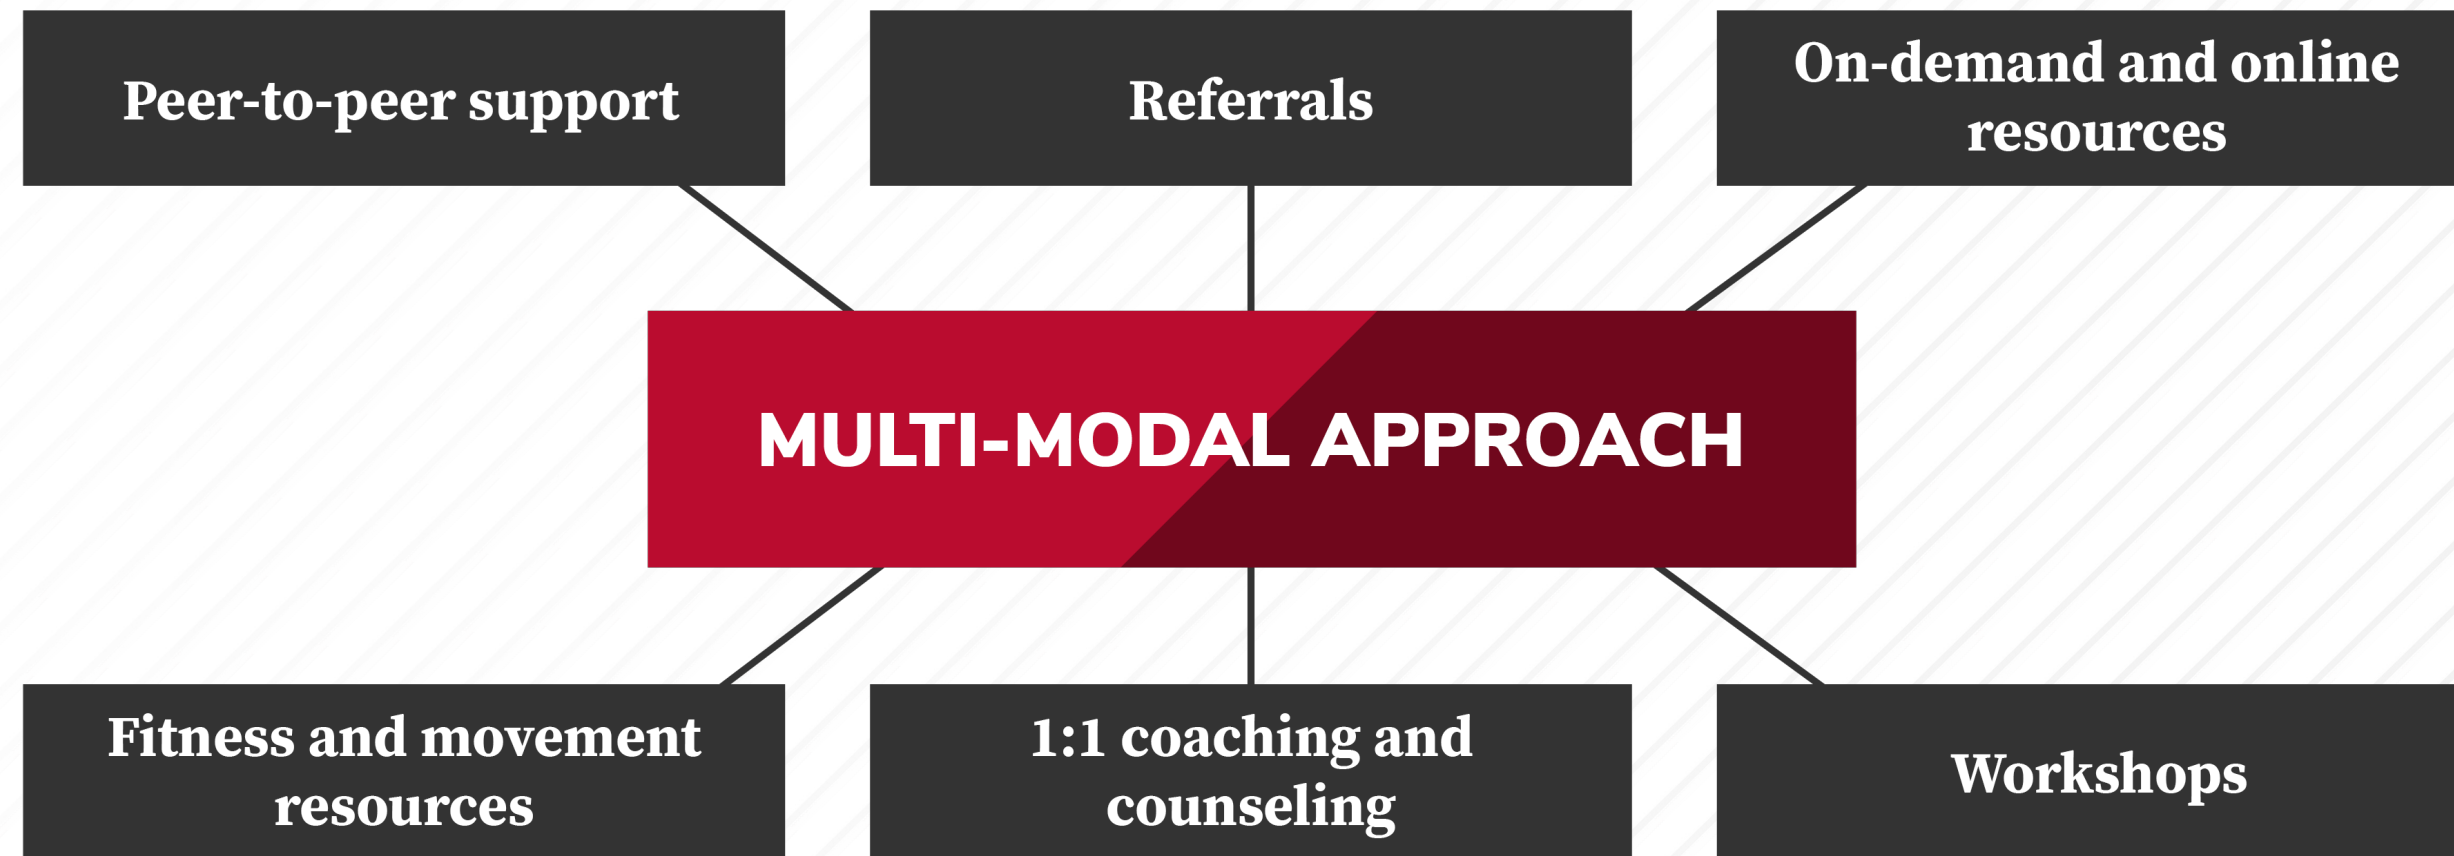 Peer-to-peer support
Referrals
On-demand and online
resources
MULTI-MODAL APPROACH
Fitness and movement
resources
1:1 coaching and
counseling
Workshops